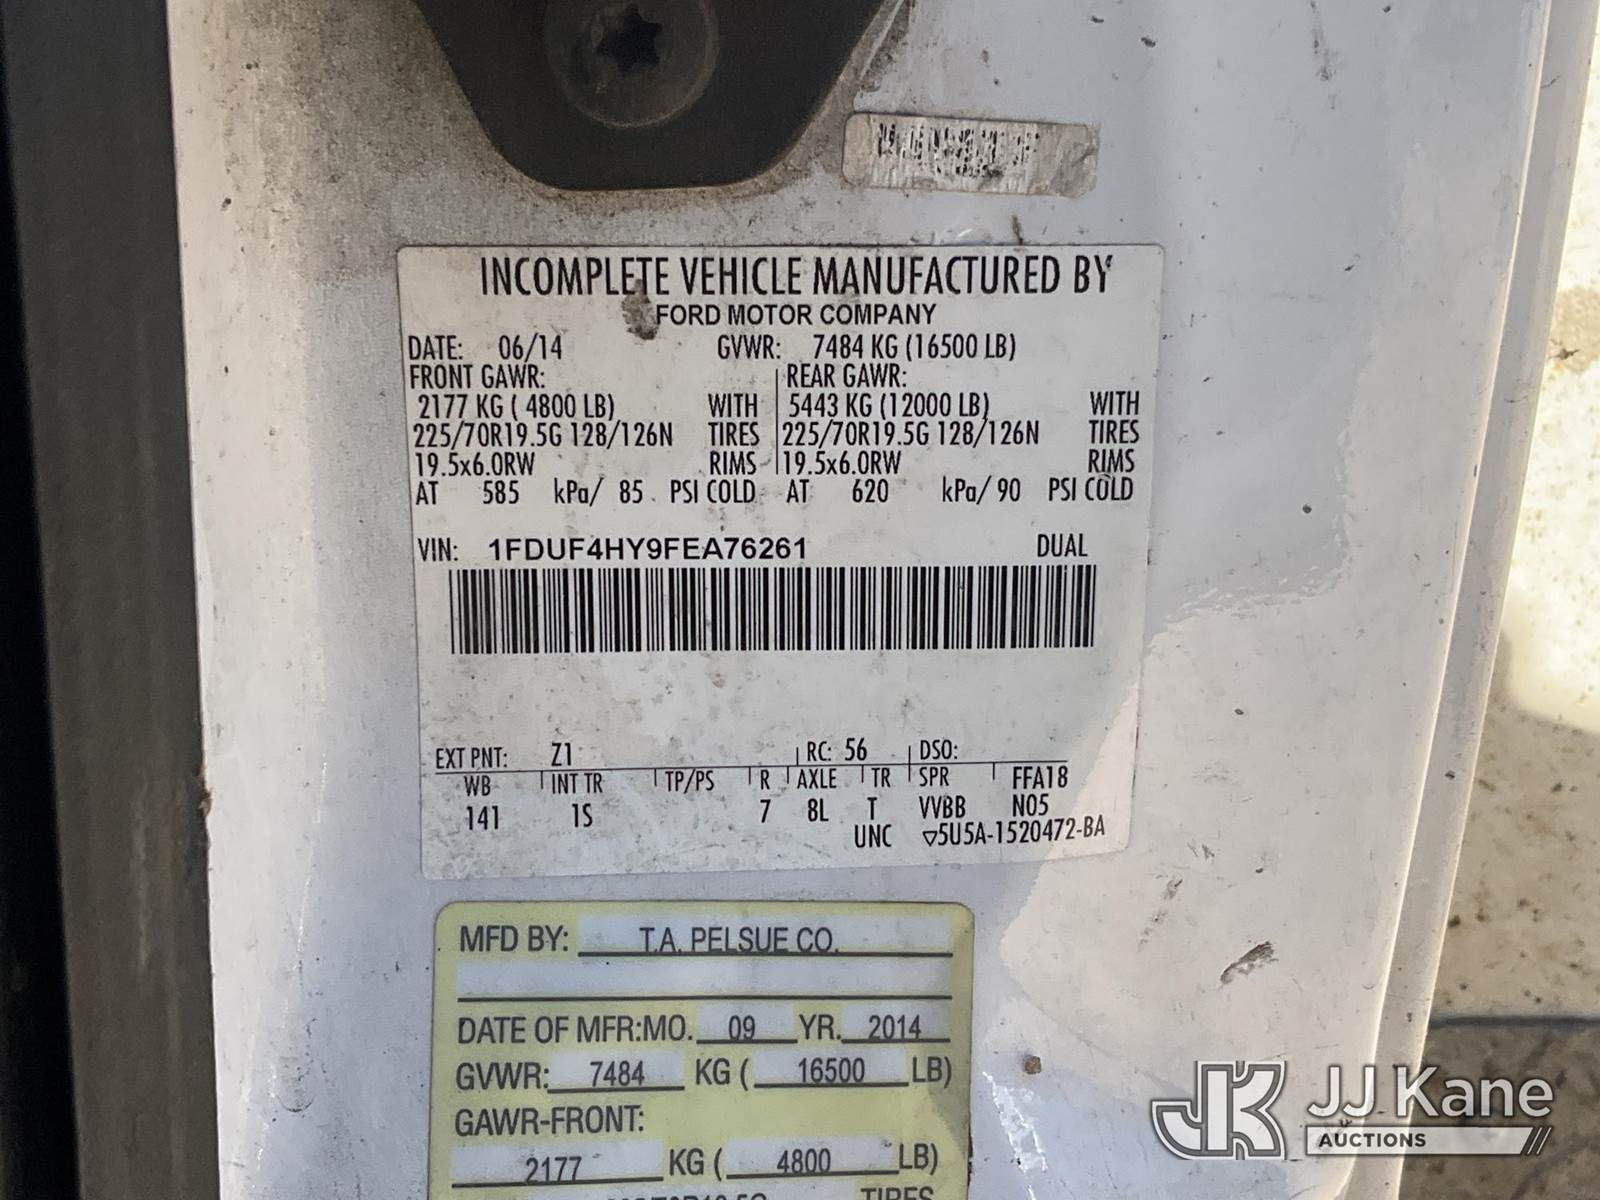 INCOMPLETE VEHICLE MANUFACTURED BY
FORD MOTOR COMPANY
DATE: 06/14 GVWR: 7484 KG (16500 LB)
FRONT GAWR: REAR GAWR:
2177 KG ( 4800 LB) WITH 5443 KG (12000 LB) WITH
225/70R19.5G 128/126N TIRES 225/70R19.5G 128/126N TIRES
19.5x6.0RW RIMS 19.5x6.0RW RIMS
AT 585 kPa/ 85 PSI COLD AT 620 kPa/ 90 PSI COLD
VIN: 1FDUF4HY9FEA76261 DUAL
EXT PNT: Z1 RC: 56 DSO:
WB INT TR TP/PS R AXLE TR SPR FFA18
141 1S 7 8L T VVBB N05
UNC ▽5U5A-1520472-BA
MFD BY: T.A. PELSUE CO.
DATE OF MFR:MO. 09 YR. 2014
GVWR: 7484 KG ( 16500 LB)
GAWR-FRONT:
2177 KG ( 4800 LB)
TIRES
JK JJ Kane
AUCTIONS